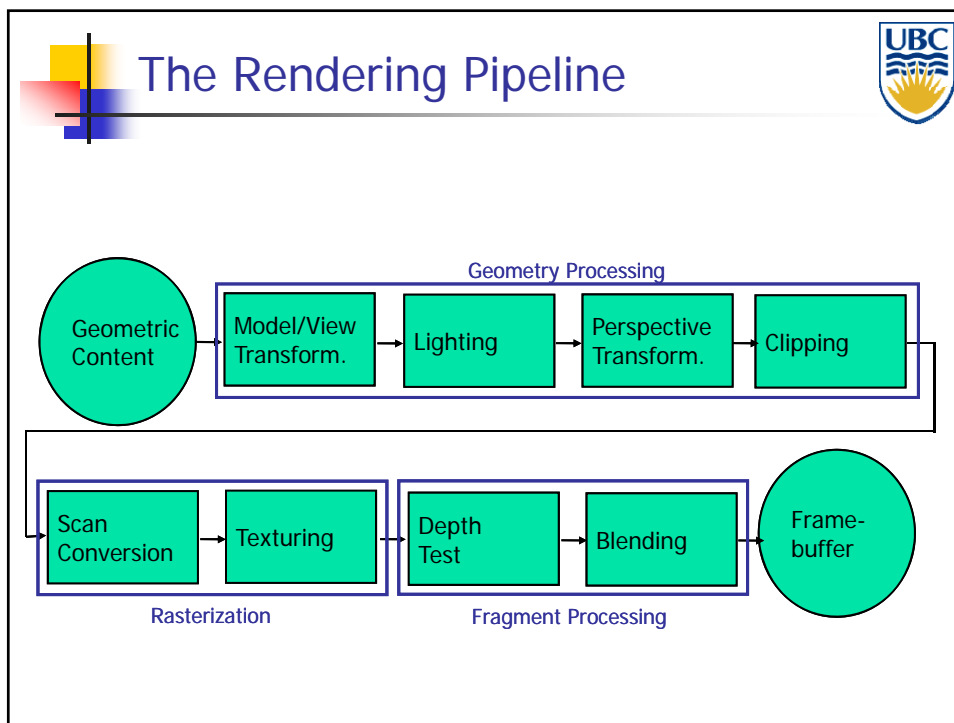 The Rendering Pipeline
UBC
Geometry Processing
Geometric
Content
Model/View
Transform.
Lighting
Perspective
Transform.
Clipping
Scan
Conversion
Texturing
Depth
Test
Blending
Frame-
buffer
Rasterization
Fragment Processing